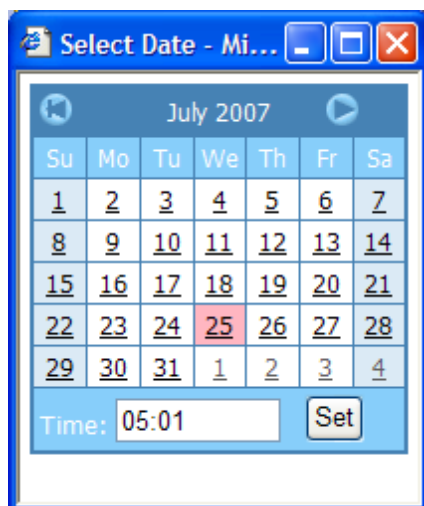 Select Date - Mi...
July 2007
Su Mo Tu We Th Fr Sa
1 2 3 4 5 6 7
8 9 10 11 12 13 14
15 16 17 18 19 20 21
22 23 24 25 26 27 28
29 30 31 1 2 3 4
Time: 05:01 Set